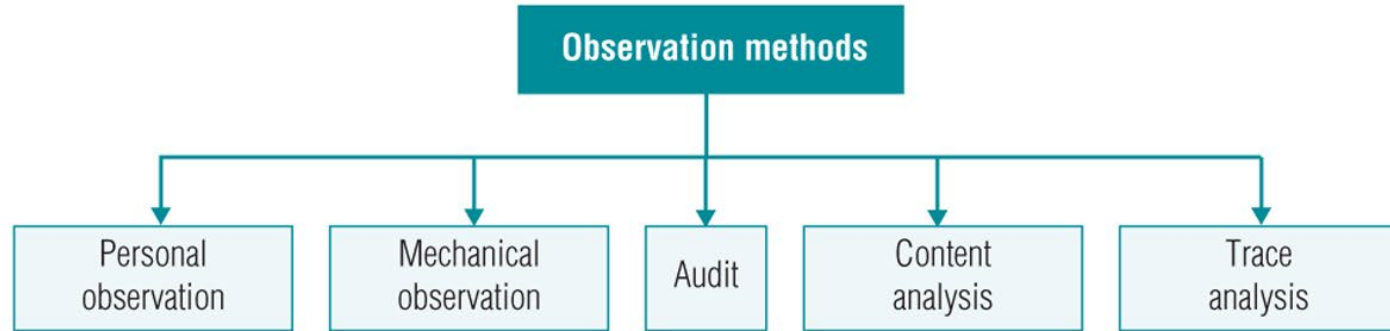 Observation methods
Personal
observation
Mechanical
observation
Audit
Content
analysis
Trace
analysis